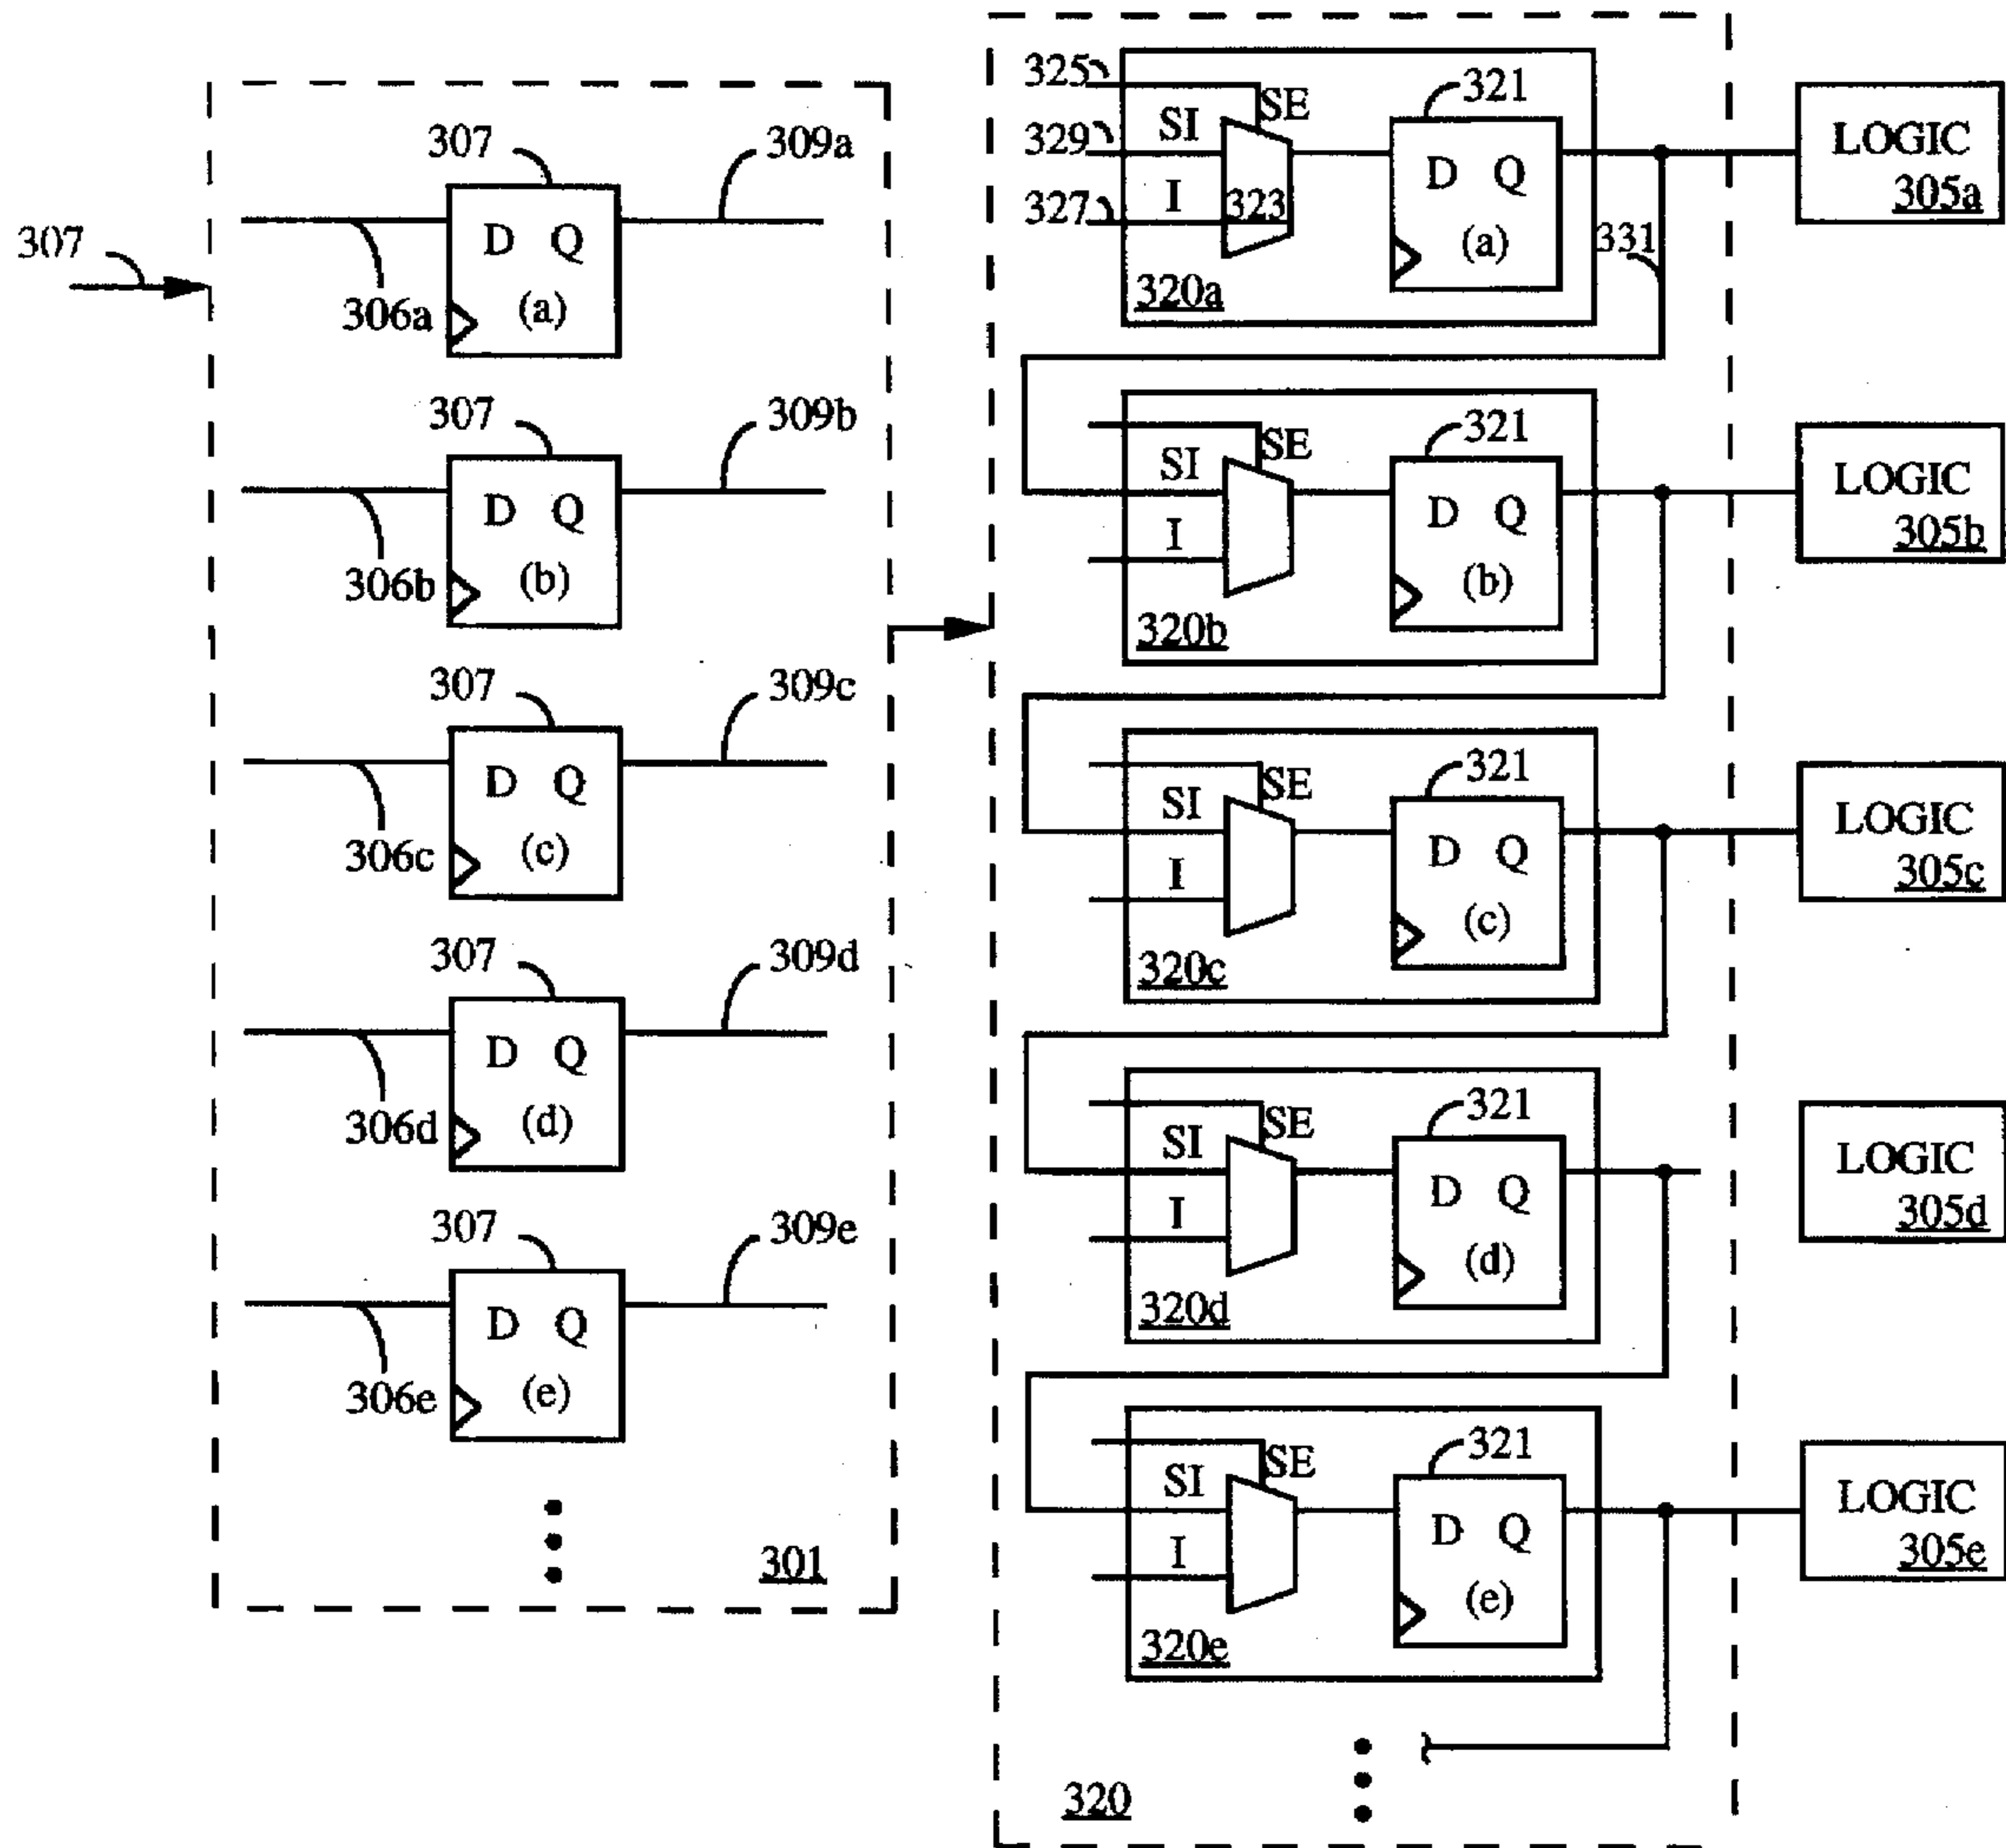 307
307
309a
D Q
306a
(a)
307
309b
D Q
306b
(b)
307
309c
D Q
306c
(c)
307
309d
D Q
306d
(d)
307
309e
D Q
306e
(e)
301
325
SE
321
329
SI
D Q
327
I
323
(a)
331
320a
LOGIC
305a
SE
321
SI
D Q
I
(b)
320b
LOGIC
305b
SE
321
SI
D Q
I
(c)
320c
LOGIC
305c
SE
321
SI
D Q
I
(d)
320d
LOGIC
305d
SE
321
SI
D Q
I
(e)
320e
LOGIC
305e
320